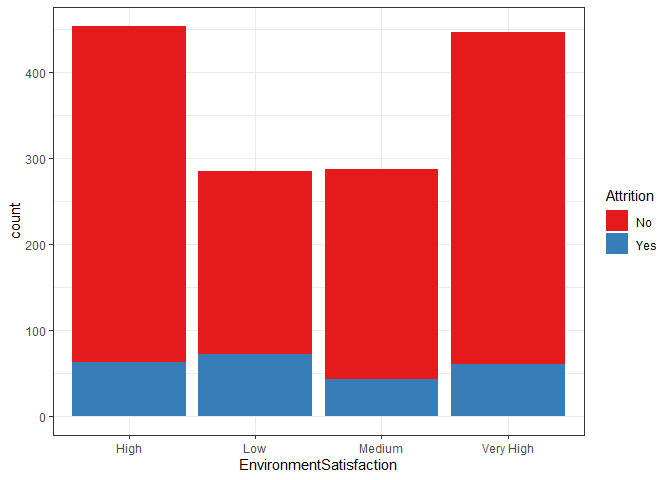 400
300
200
100
0
count
High Low Medium Very High
EnvironmentSatisfaction
Attrition
No
Yes